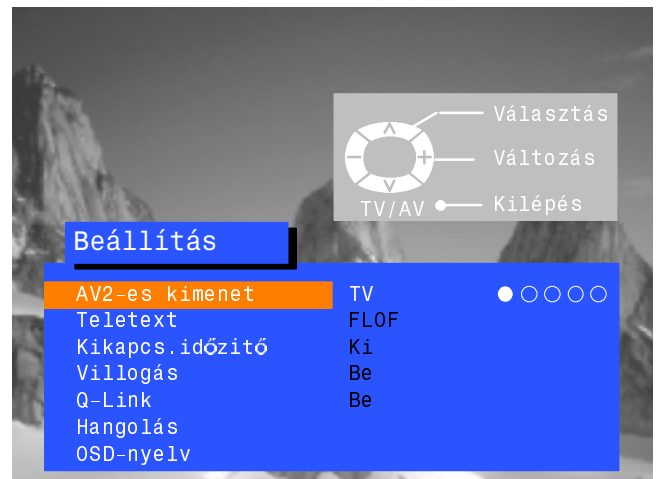 Választás
Változás
TV/AV Kilépés
Beállítás
AV2-es kimenet TV
Teletext FLOF
Kikapcs.időzitő Ki
Villogás Be
Q-Link Be
Hangolás
OSD-nyelv